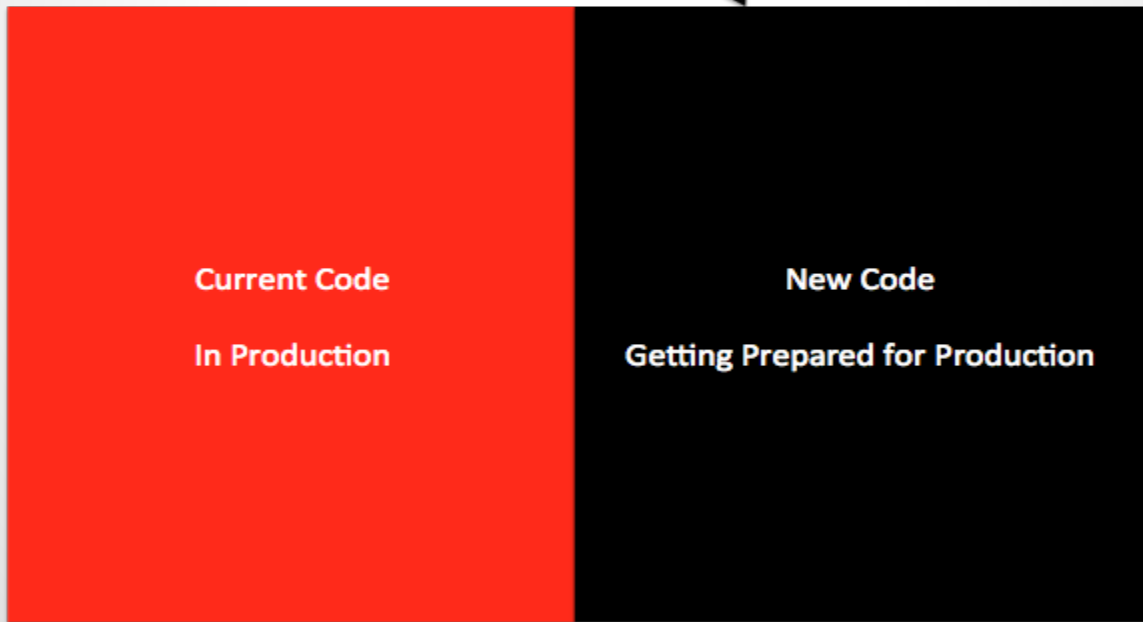 Current Code
In Production
New Code
Getting Prepared for Production